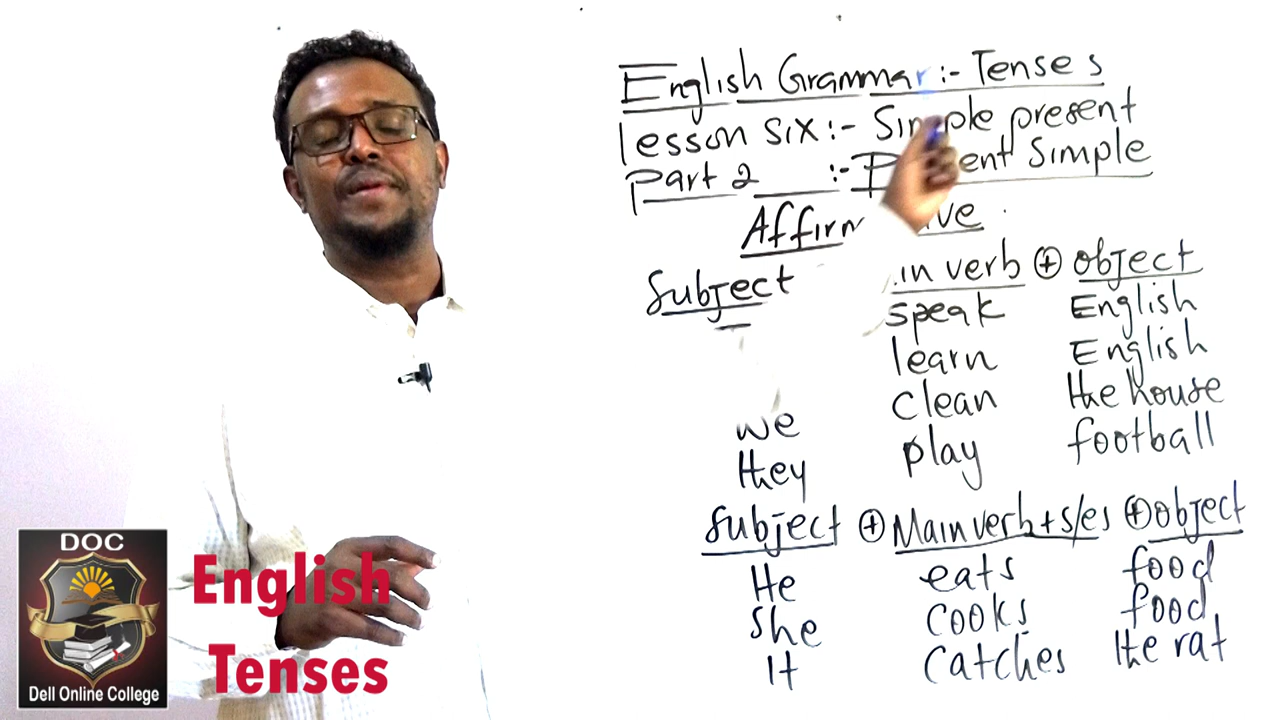 English Grammar :- Tenses
lesson six :- Simple present
Part 2 :- Present Simple
Affirmative
Subject verb ⊕ object
speak English
learn English
we clean the house
they play football
Subject ⊕ Main verb + s/es ⊕ object
He eats food
She cooks food
It catches the rat
DOC
Dell Online College
English
Tenses